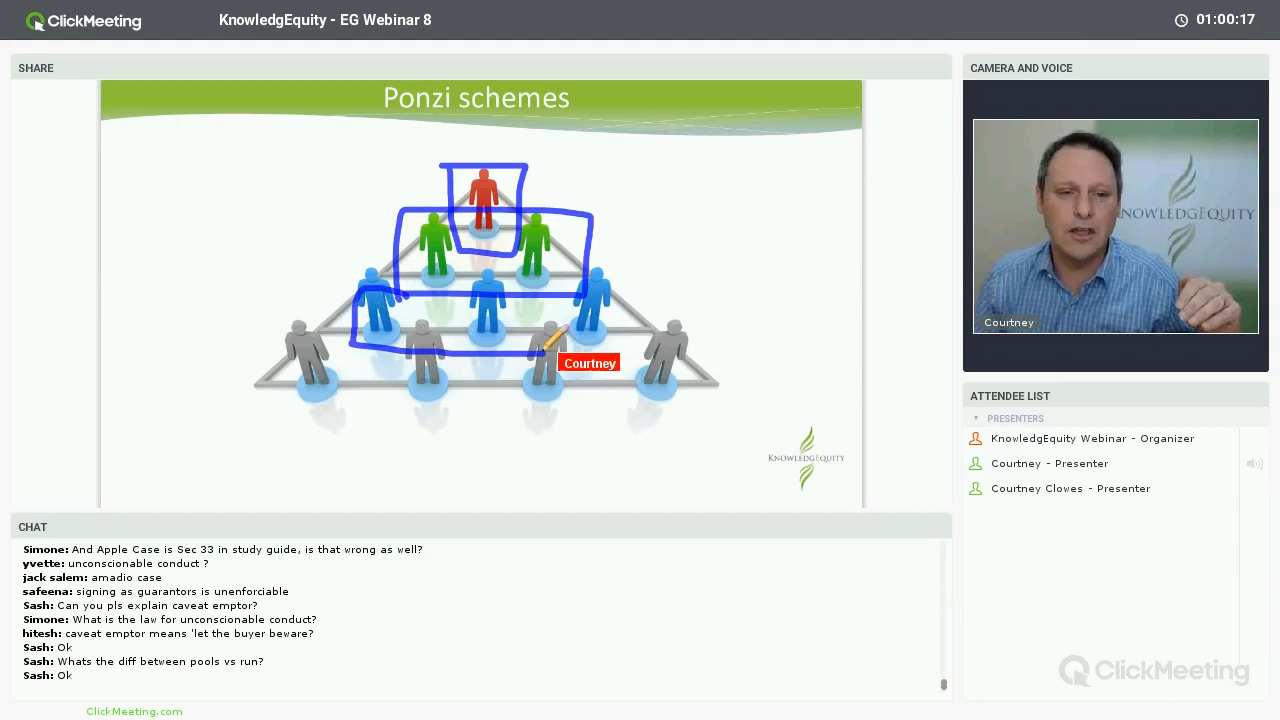 ClickMeeting
KnowledgEquity - EG Webinar 8
01:00:17
SHARE
Ponzi schemes
Courtney
KNOWLEDGEQUITY
CAMERA AND VOICE
KNOWLEDGEQUITY
Courtney
ATTENDEE LIST
PRESENTERS
KnowledgEquity Webinar - Organizer
Courtney - Presenter
Courtney Clowes - Presenter
CHAT
Simone: And Apple Case is Sec 33 in study guide, is that wrong as well?
yvette: unconscionable conduct ?
jack salem: amadio case
safeena: signing as guarantors is unenforciable
Sash: Can you pls explain caveat emptor?
Simone: What is the law for unconscionable conduct?
hitesh: caveat emptor means 'let the buyer beware?
Sash: Ok
Sash: Whats the diff between pools vs run?
Sash: Ok
ClickMeeting
ClickMeeting.com